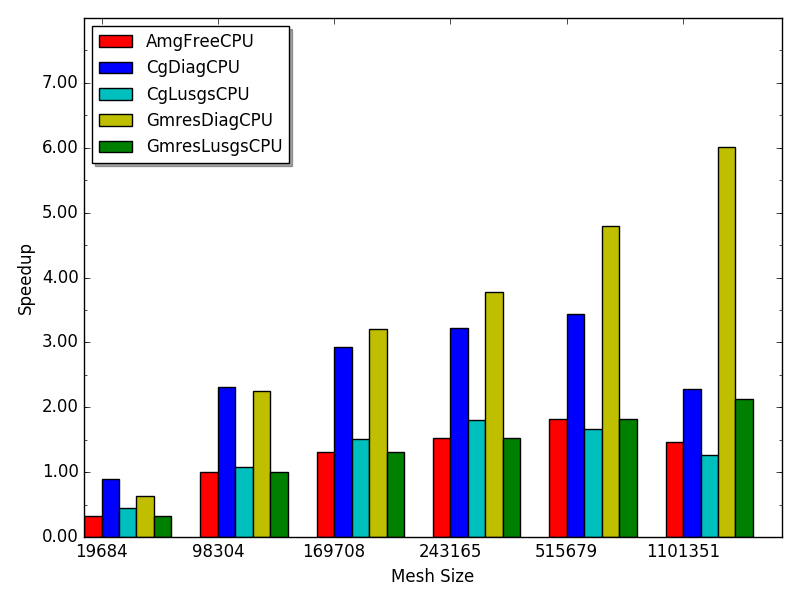 AmgFreeCPU
CgDiagCPU
CgLusgsCPU
GmresDiagCPU
GmresLusgsCPU
7.00
6.00
5.00
4.00
3.00
2.00
1.00
0.00
Speedup
19684 98304 169708 243165 515679 1101351
Mesh Size